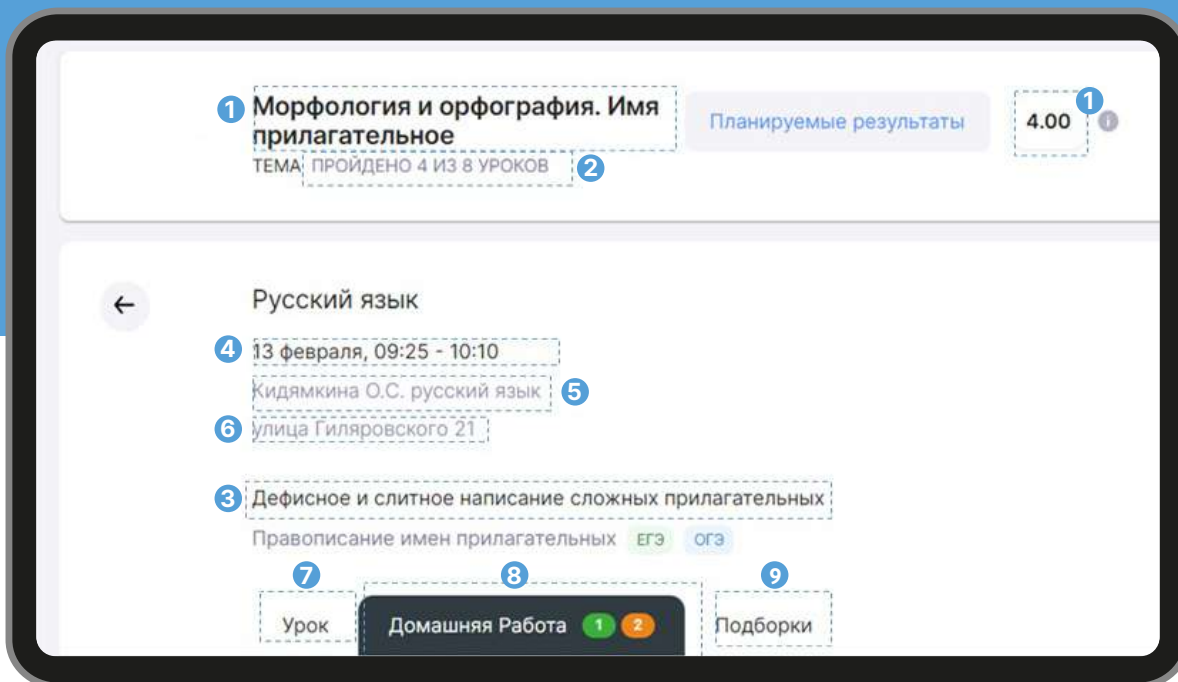 1 Морфология и орфография. Имя прилагательное
Планируемые результаты
4.00 1 i
ТЕМА ПРОЙДЕНО 4 ИЗ 8 УРОКОВ 2
Русский язык
4 13 февраля, 09:25 - 10:10
Кидямкина О.С. русский язык 5
6 улица Гиляровского 21
3 Дефисное и слитное написание сложных прилагательных
Правописание имен прилагательных ЕГЭ ОГЭ
7 8 9
Урок Домашняя Работа 1 2 Подборки